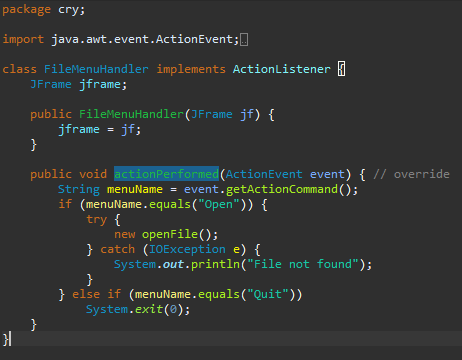 package cry;
import java.awt.event.ActionEvent;
class FileMenuHandler implements ActionListener {
JFrame jframe;
public FileMenuHandler(JFrame jf) {
jframe = jf;
}
public void actionPerformed(ActionEvent event) { // override
String menuName = event.getActionCommand();
if (menuName.equals("Open")) {
try {
new openFile();
} catch (IOException e) {
System.out.println("File not found");
}
} else if (menuName.equals("Quit"))
System.exit(0);
}
}